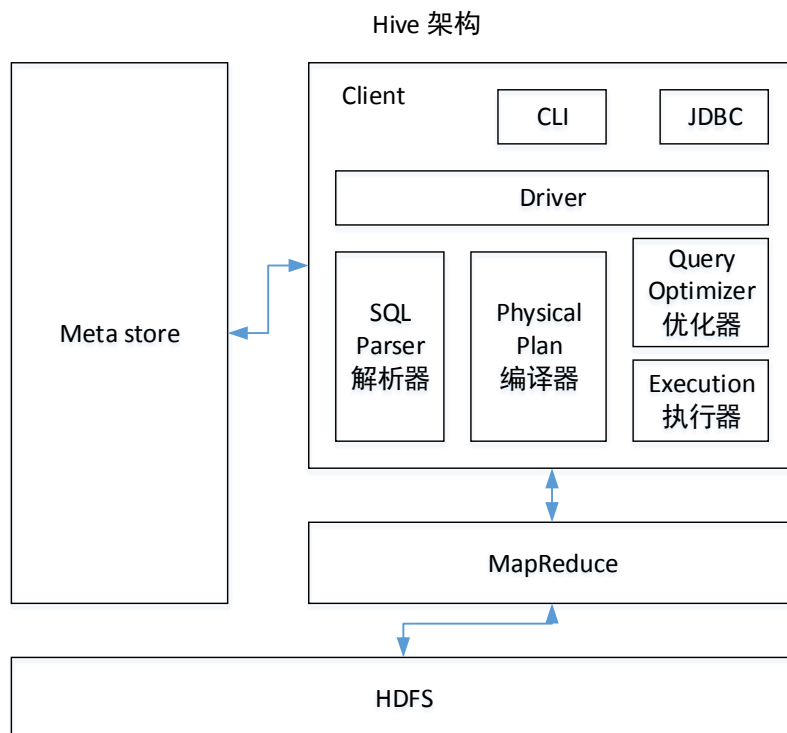 Hive 架构
Client
CLI
JDBC
Driver
Meta store
SQL
Parser
解析器
Physical
Plan
编译器
Query
Optimizer
优化器
Execution
执行器
MapReduce
HDFS